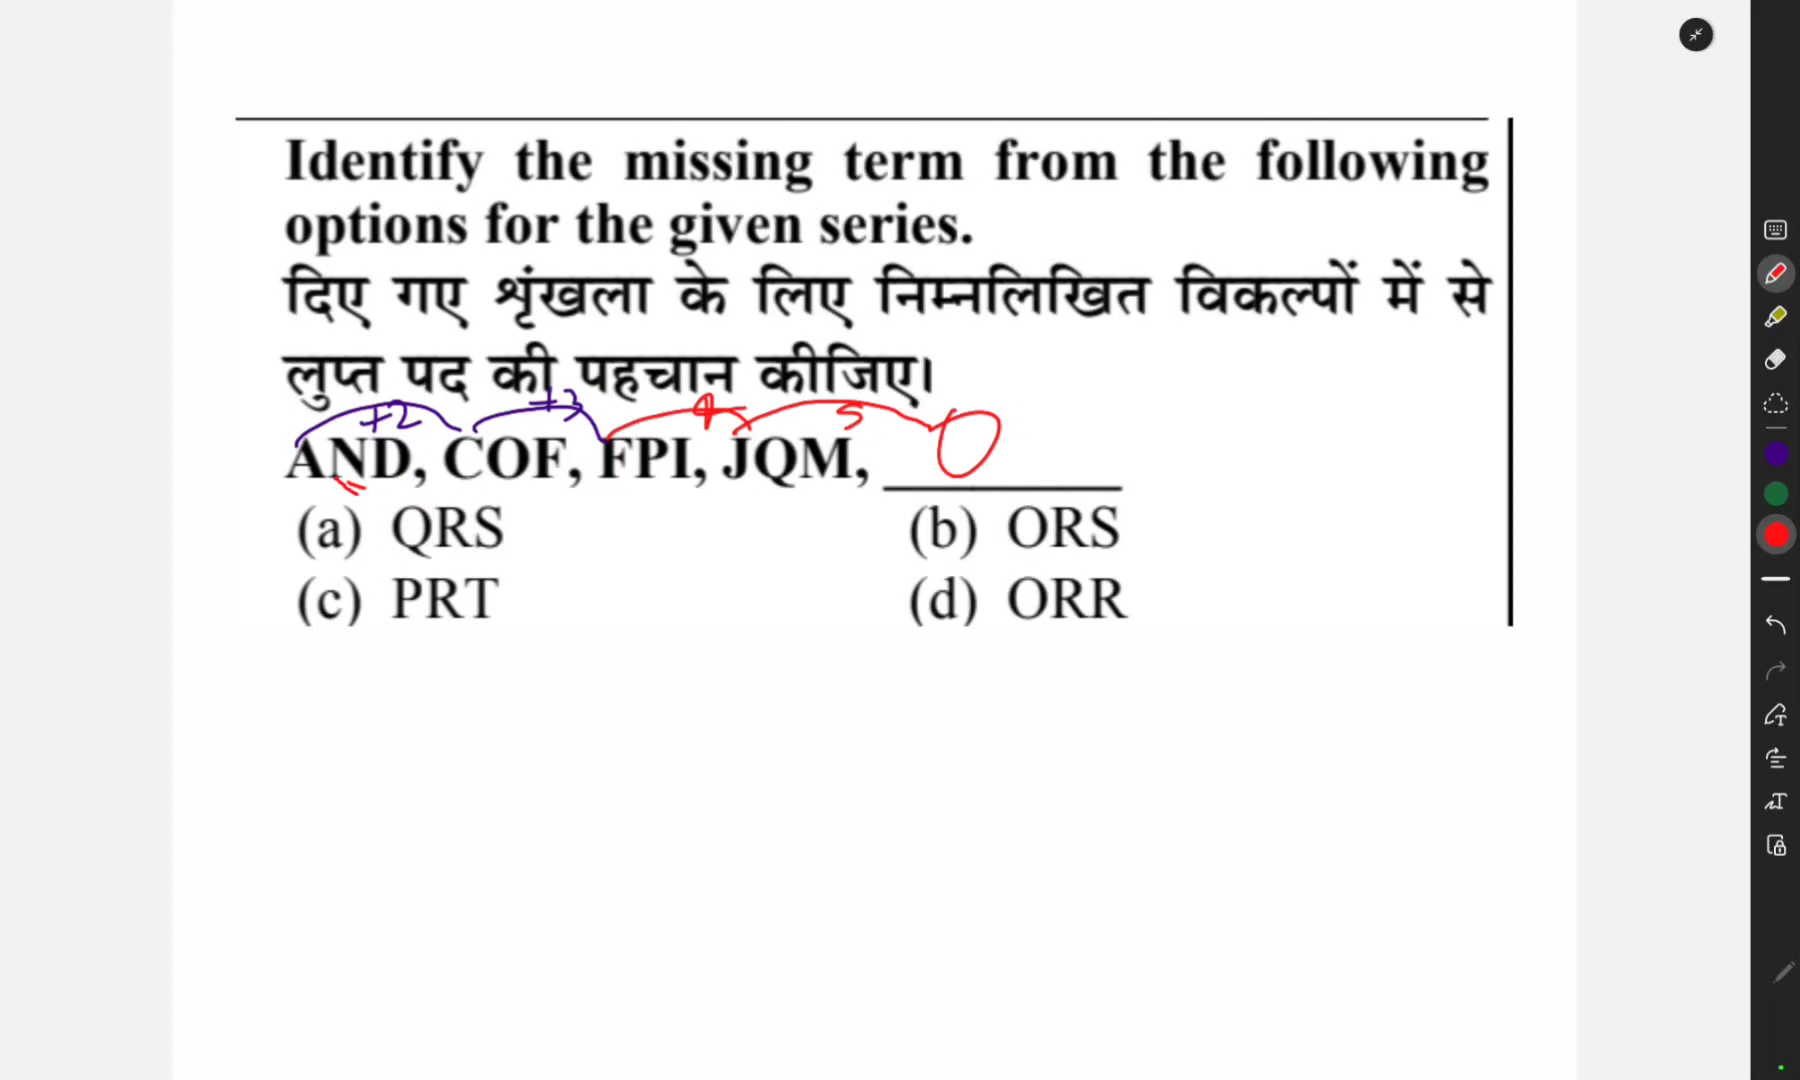 Identify the missing term from the following
options for the given series.
दिए गए शृंखला के लिए निम्नलिखित विकल्पों में से
लुप्त पद की पहचान कीजिए।
+2 +3 4 5
AND, COF, FPI, JQM, __________ O
(a) QRS (b) ORS
(c) PRT (d) ORR